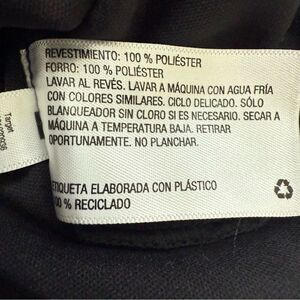 REVESTIMIENTO: 100 % POLIÉSTER
FORRO: 100 % POLIÉSTER
LAVAR AL REVÉS. LAVAR A MÁQUINA CON AGUA FRÍA
CON COLORES SIMILARES. CICLO DELICADO. SÓLO
BLANQUEADOR SIN CLORO SI ES NECESARIO. SECAR A
MÁQUINA A TEMPERATURA BAJA. RETIRAR
OPORTUNAMENTE. NO PLANCHAR.
ETIQUETA ELABORADA CON PLÁSTICO
100 % RECICLADO
Target